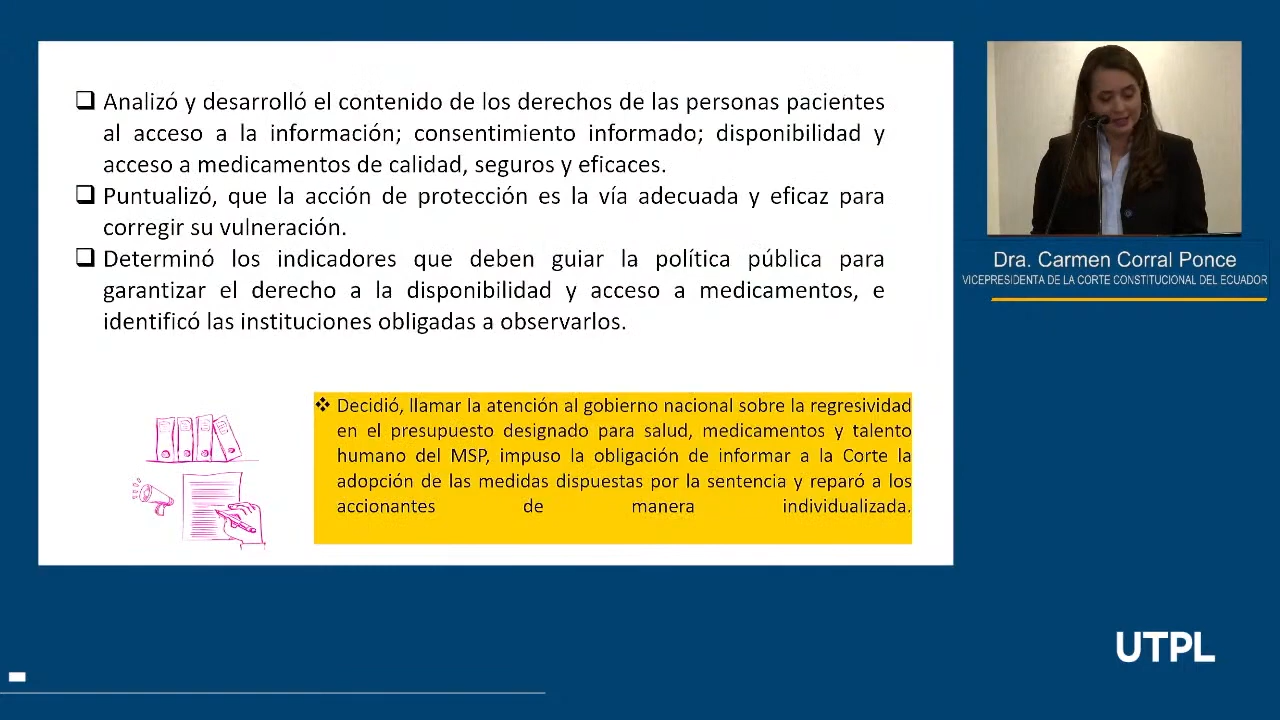 Analizó y desarrolló el contenido de los derechos de las personas pacientes
al acceso a la información; consentimiento informado; disponibilidad y
acceso a medicamentos de calidad, seguros y eficaces.
Puntualizó, que la acción de protección es la vía adecuada y eficaz para
corregir su vulneración.
Determinó los indicadores que deben guiar la política pública para
garantizar el derecho a la disponibilidad y acceso a medicamentos, e
identificó las instituciones obligadas a observarlos.
Decidió, llamar la atención al gobierno nacional sobre la regresividad
en el presupuesto designado para salud, medicamentos y talento
humano del MSP, impuso la obligación de informar a la Corte la
adopción de las medidas dispuestas por la sentencia y reparó a los
accionantes de manera individualizada.
Dra. Carmen Corral Ponce
VICEPRESIDENTA DE LA CORTE CONSTITUCIONAL DEL ECUADOR
UTPL